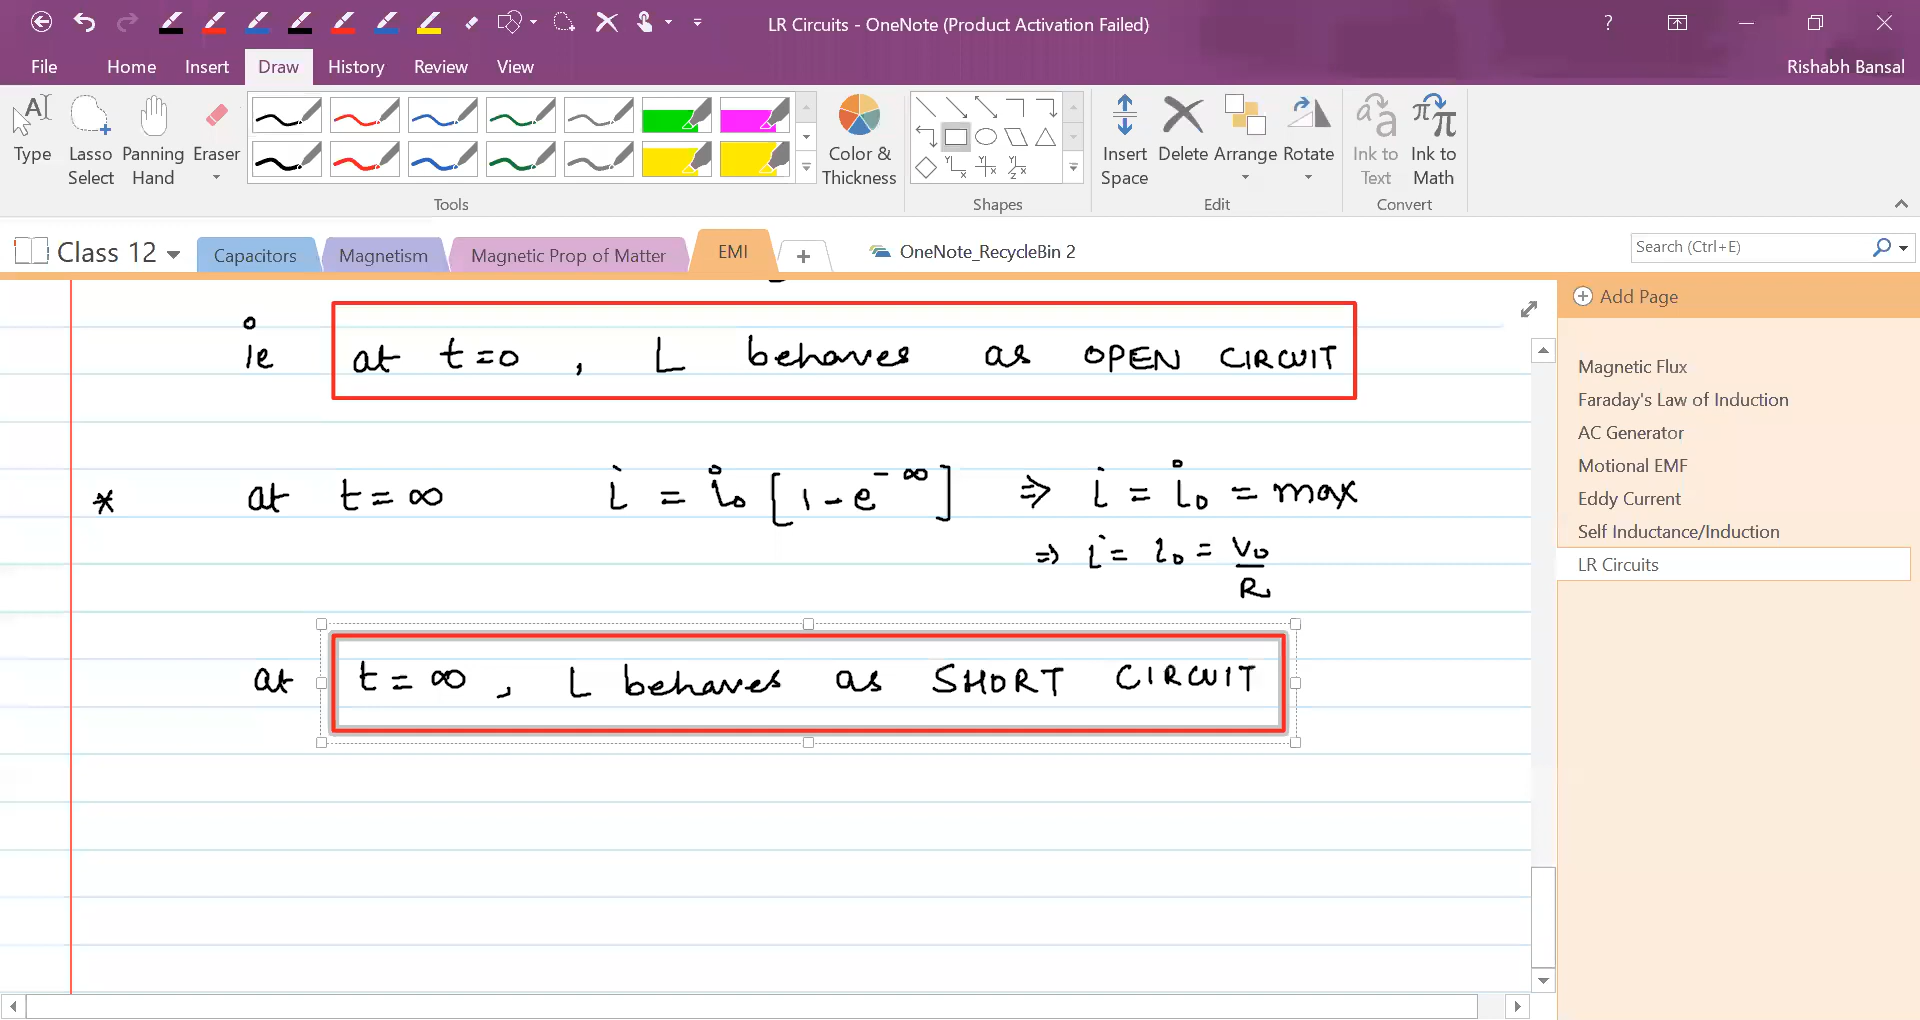 LR Circuits - OneNote (Product Activation Failed)
?
File Home Insert Draw History Review View
Rishabh Bansal
Type
Lasso Select
Panning Hand
Eraser
Color & Thickness
Insert Space
Delete
Arrange
Rotate
Ink to Text
Ink to Math
Tools
Shapes
Edit
Convert
Class 12
Capacitors
Magnetism
Magnetic Prop of Matter
EMI
+
OneNote_RecycleBin 2
Search (Ctrl+E)
ie at t=0 , L behaves as OPEN CIRCUIT
* at t=∞ i = i₀ [1-e^-∞] ⇒ i = i₀ = max
⇒ i = i₀ = V₀/R
at t=∞ , L behaves as SHORT CIRCUIT
Add Page
Magnetic Flux
Faraday's Law of Induction
AC Generator
Motional EMF
Eddy Current
Self Inductance/Induction
LR Circuits